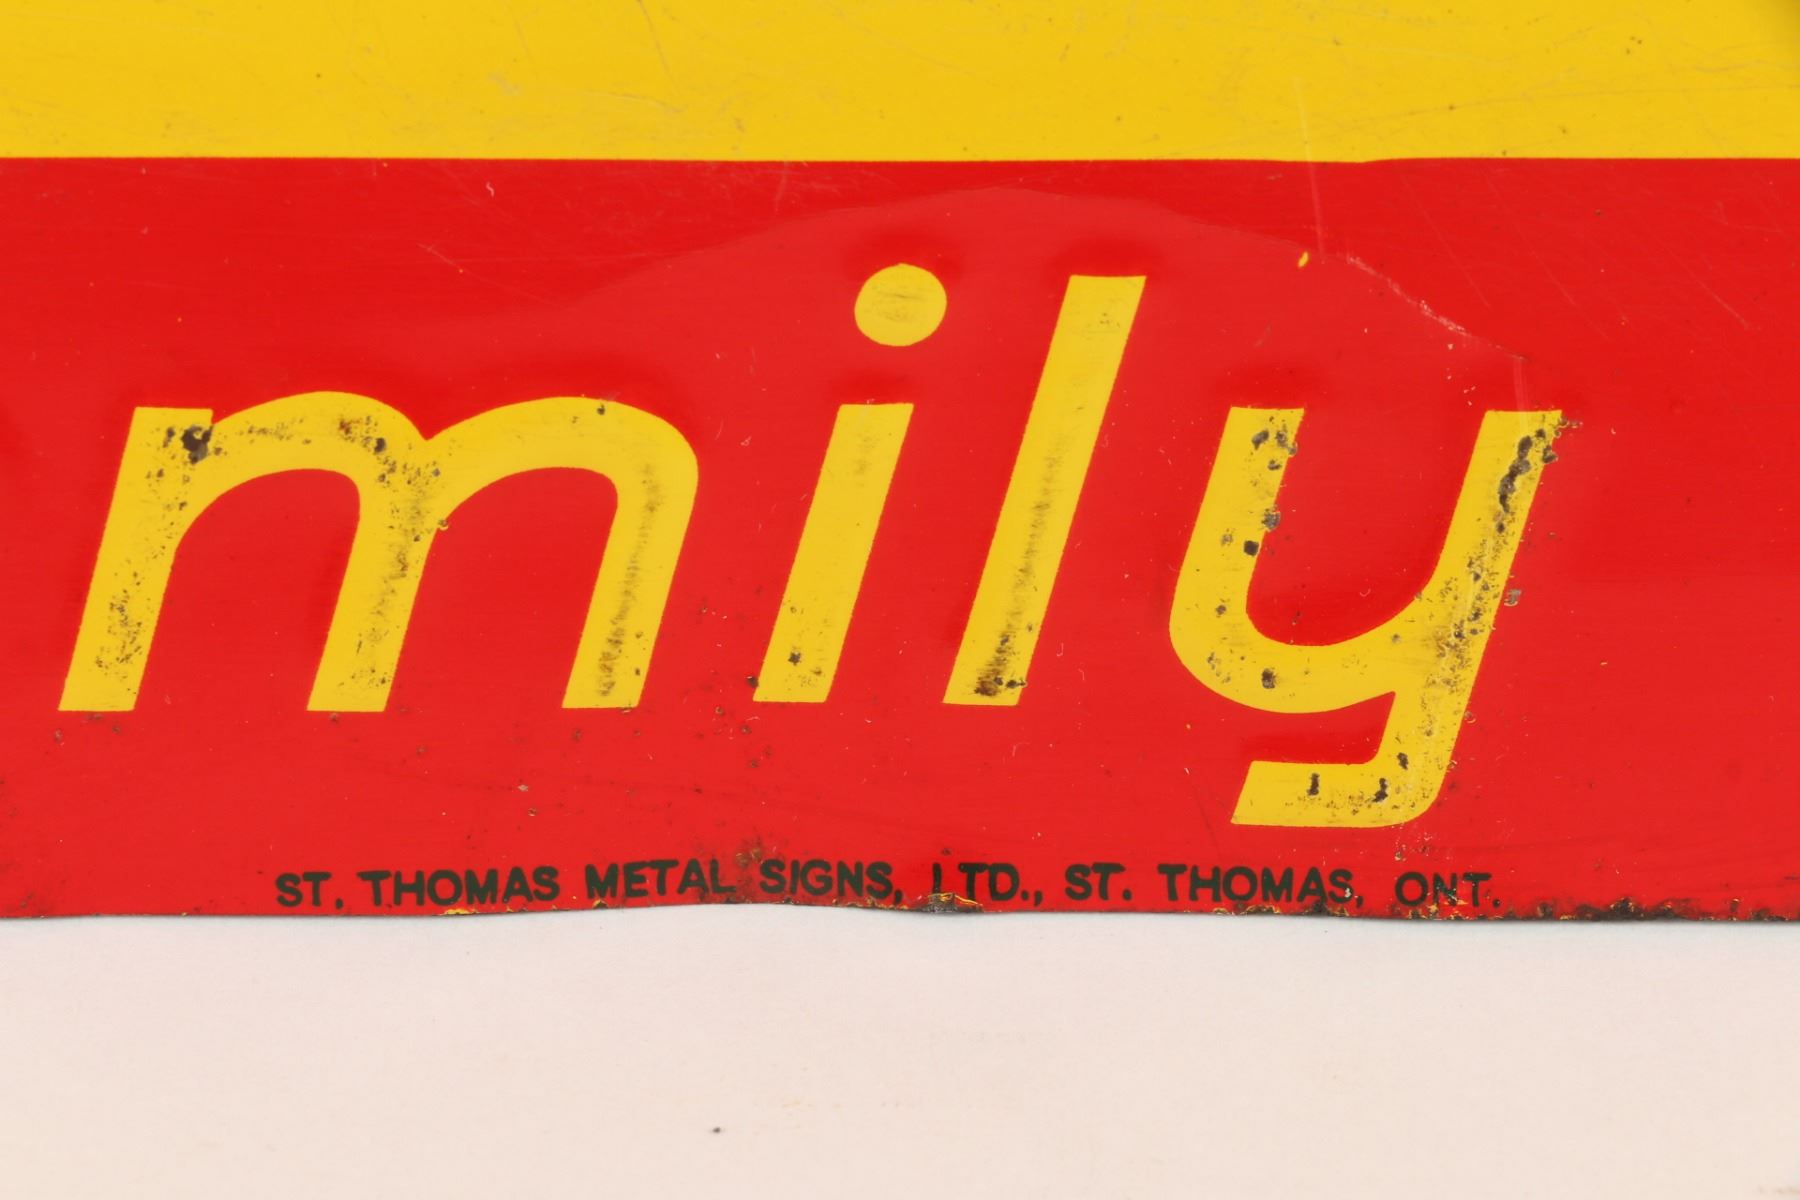 mily
ST. THOMAS METAL SIGNS, LTD., ST. THOMAS, ONT.